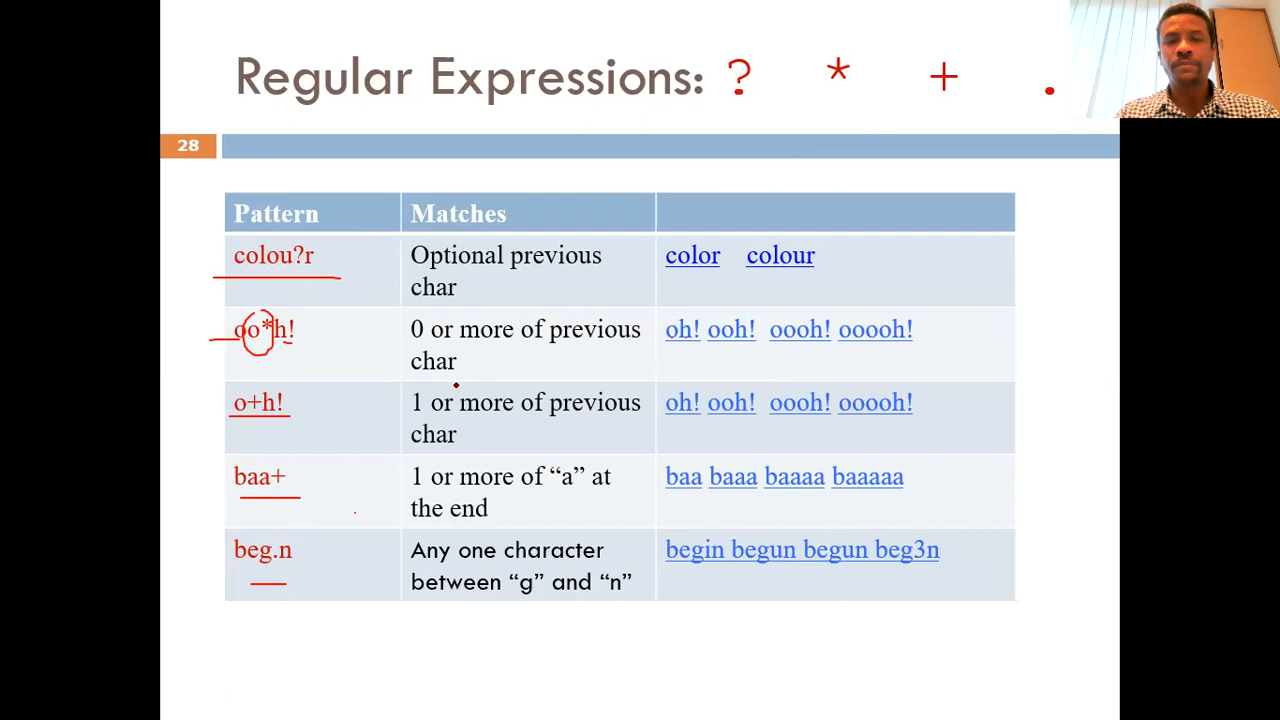 Regular Expressions: ? * + .
28
Pattern Matches
colou?r Optional previous char color colour
oo*h! 0 or more of previous char oh! ooh! oooh! ooooh!
o+h! 1 or more of previous char oh! ooh! oooh! ooooh!
baa+ 1 or more of “a” at the end baa baaa baaaa baaaaa
beg.n Any one character between “g” and “n” begin begun begun beg3n